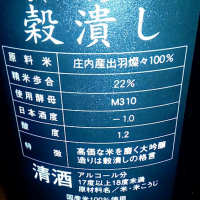 穀潰し
原料米 庄内産出羽燦々100%
精米歩合 22%
使用酵母 M310
日本酒度 －1.0
酸度 1.2
特徴 高価な米を磨く大吟醸
造りは穀潰しの格言
清酒 アルコール分
17度以上18度未満
原材料名／米・米こうじ
国産米100%使用